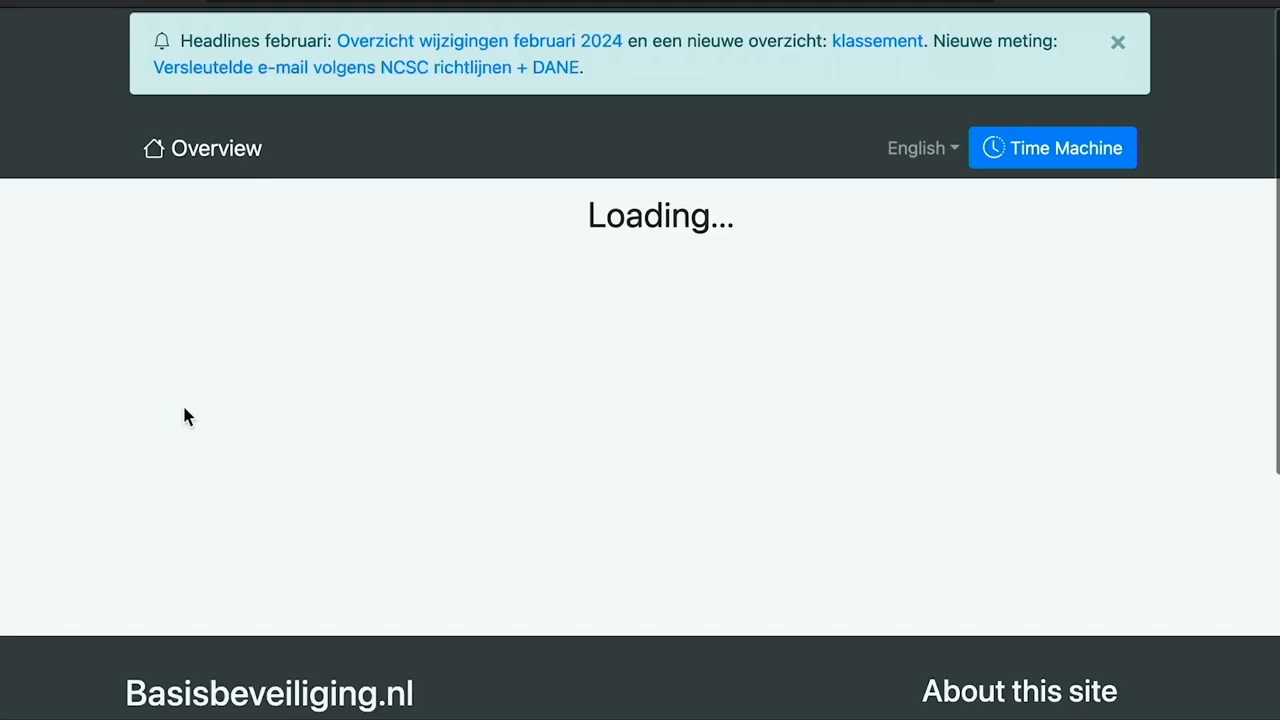 Headlines februari: Overzicht wijzigingen februari 2024 en een nieuwe overzicht: klassement. Nieuwe meting:
Versleutelde e-mail volgens NCSC richtlijnen + DANE.
Overview
English
Time Machine
Loading...
Basisbeveiliging.nl
About this site